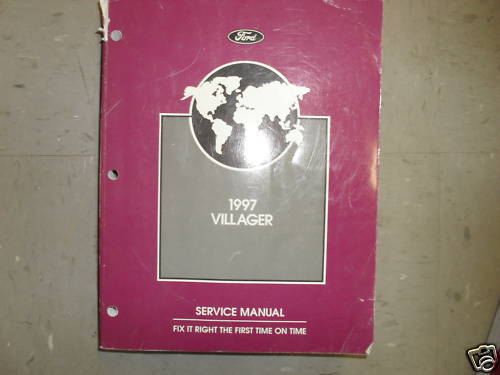 Ford
1997
VILLAGER
SERVICE MANUAL
FIX IT RIGHT THE FIRST TIME ON TIME